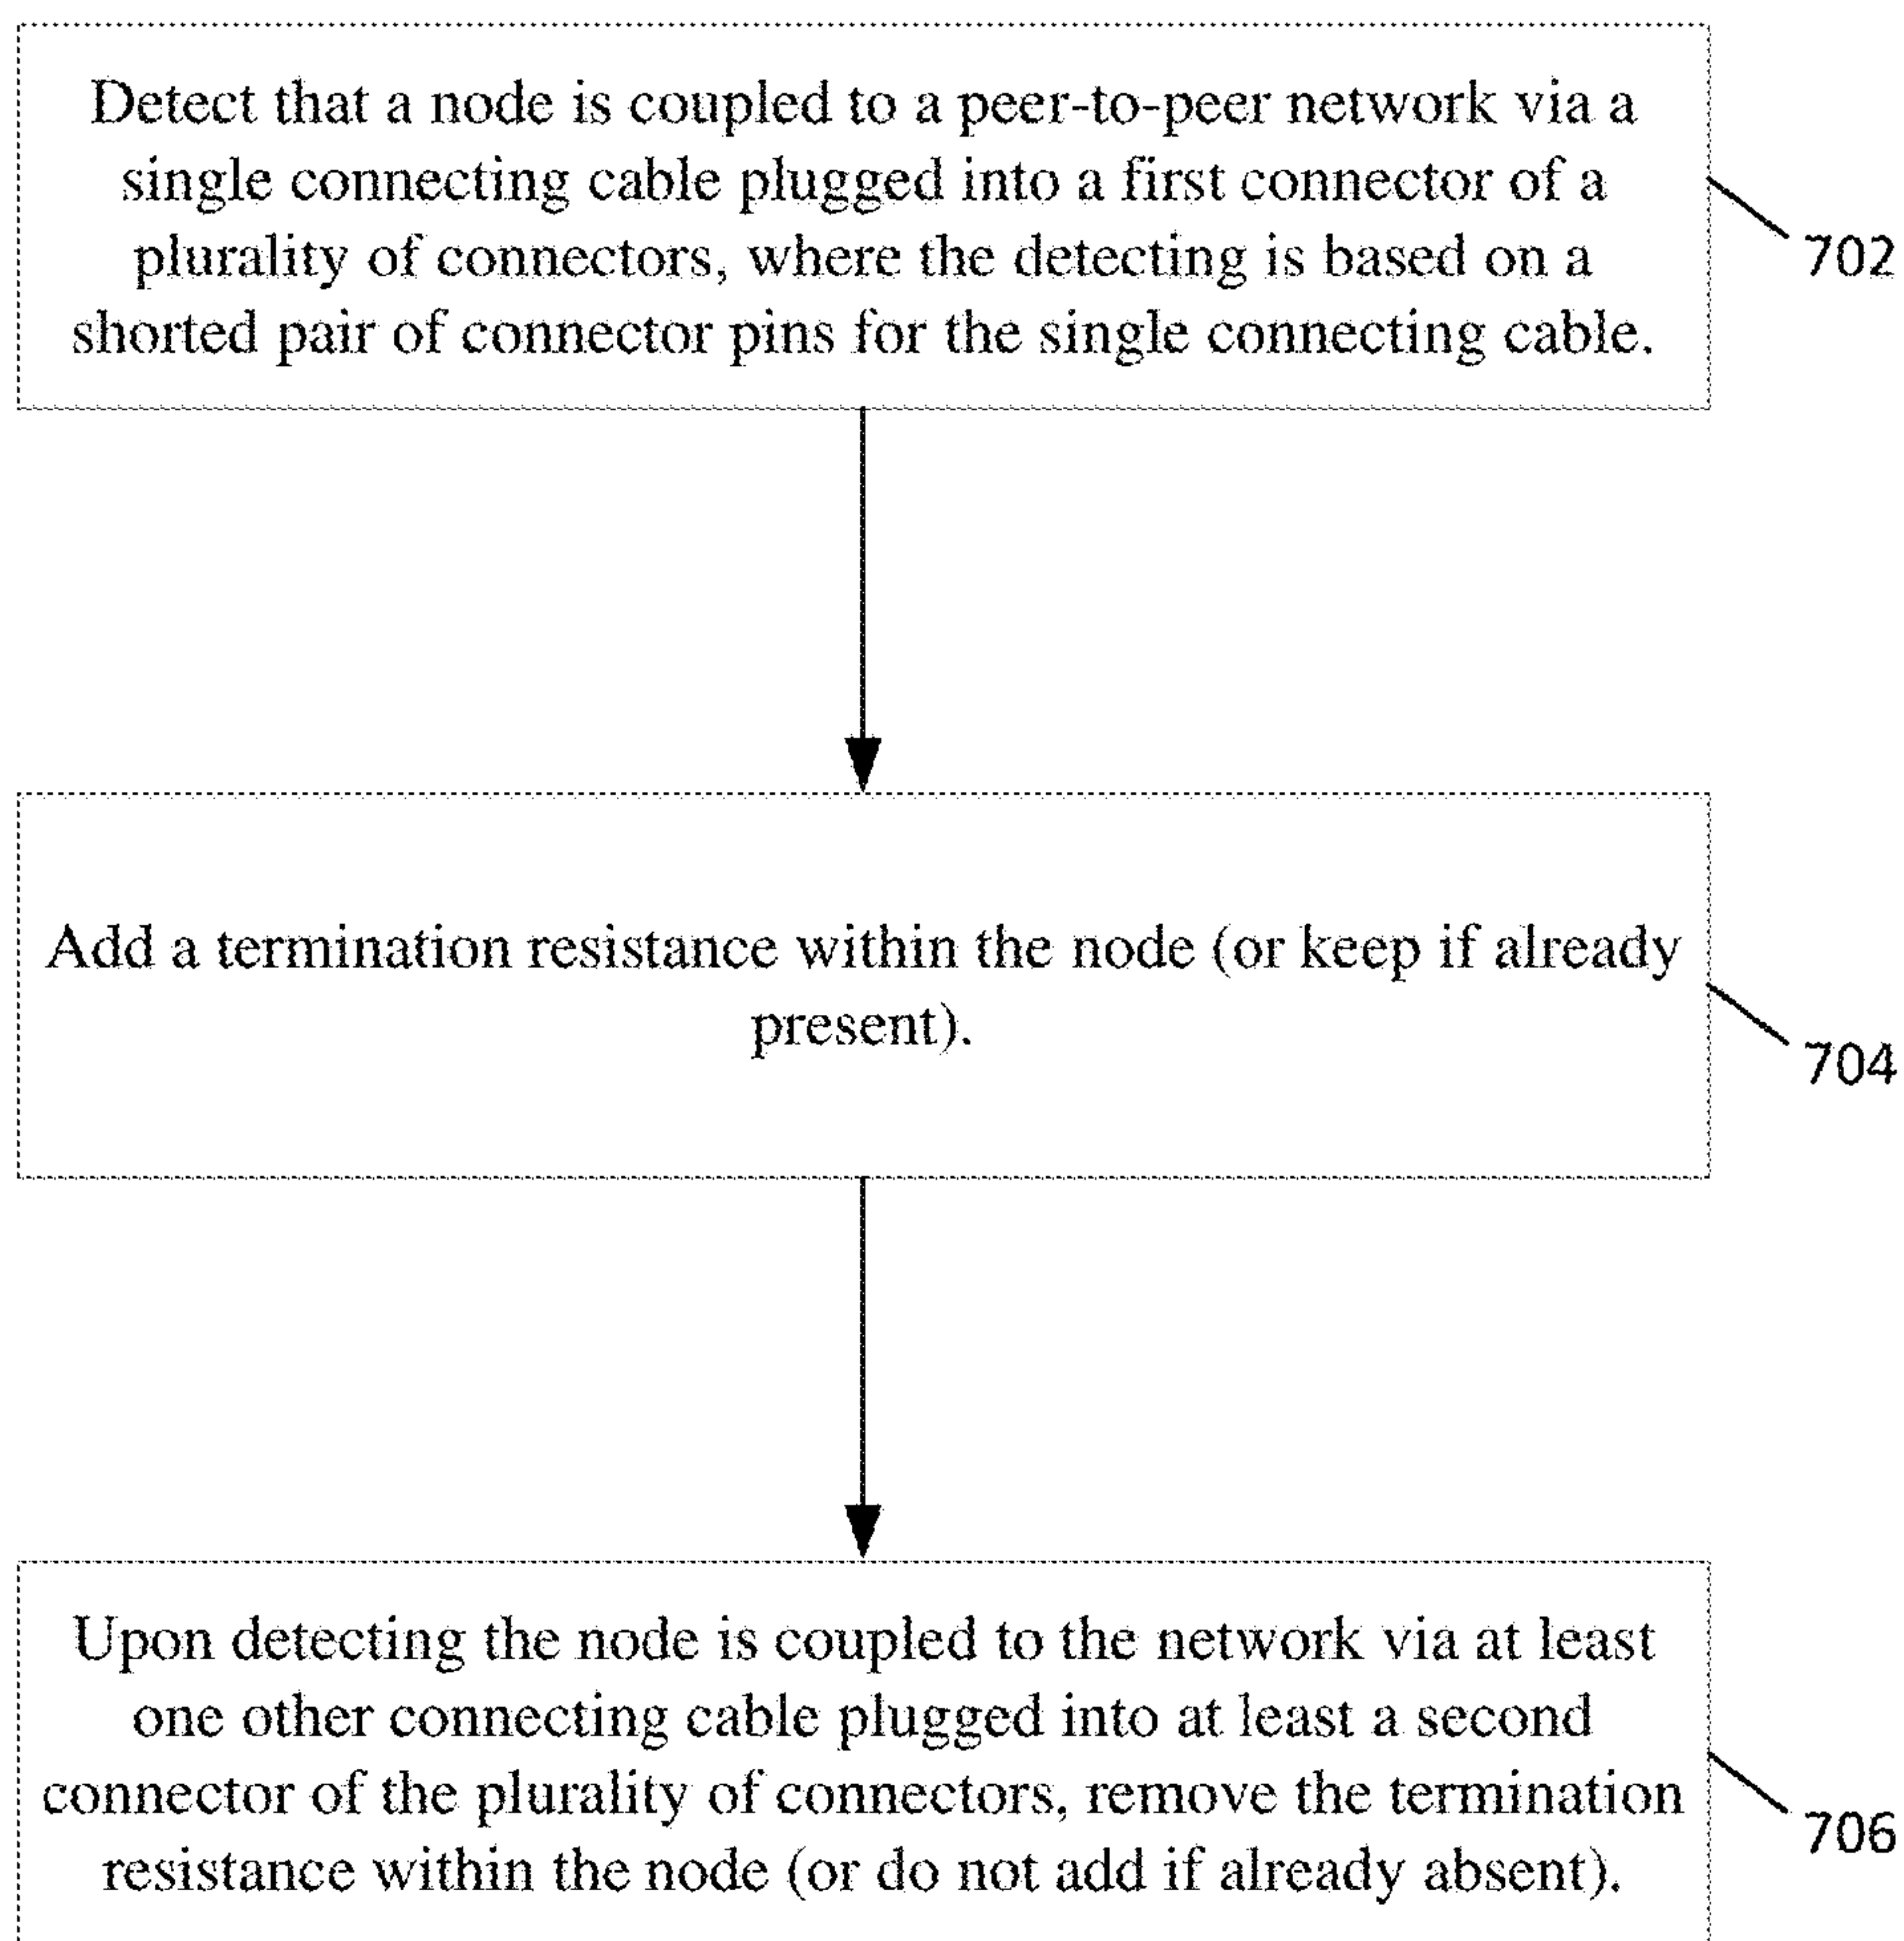 Detect that a node is coupled to a peer-to-peer network via a
single connecting cable plugged into a first connector of a
plurality of connectors, where the detecting is based on a
shorted pair of connector pins for the single connecting cable.
702
Add a termination resistance within the node (or keep if already
present).
704
Upon detecting the node is coupled to the network via at least
one other connecting cable plugged into at least a second
connector of the plurality of connectors, remove the termination
resistance within the node (or do not add if already absent).
706